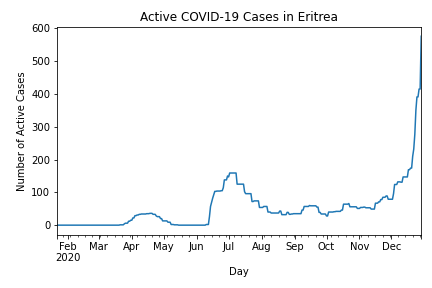 Active COVID-19 Cases in Eritrea
600
500
400
300
200
100
0
Number of Active Cases
Feb Mar Apr May Jun Jul Aug Sep Oct Nov Dec
2020
Day